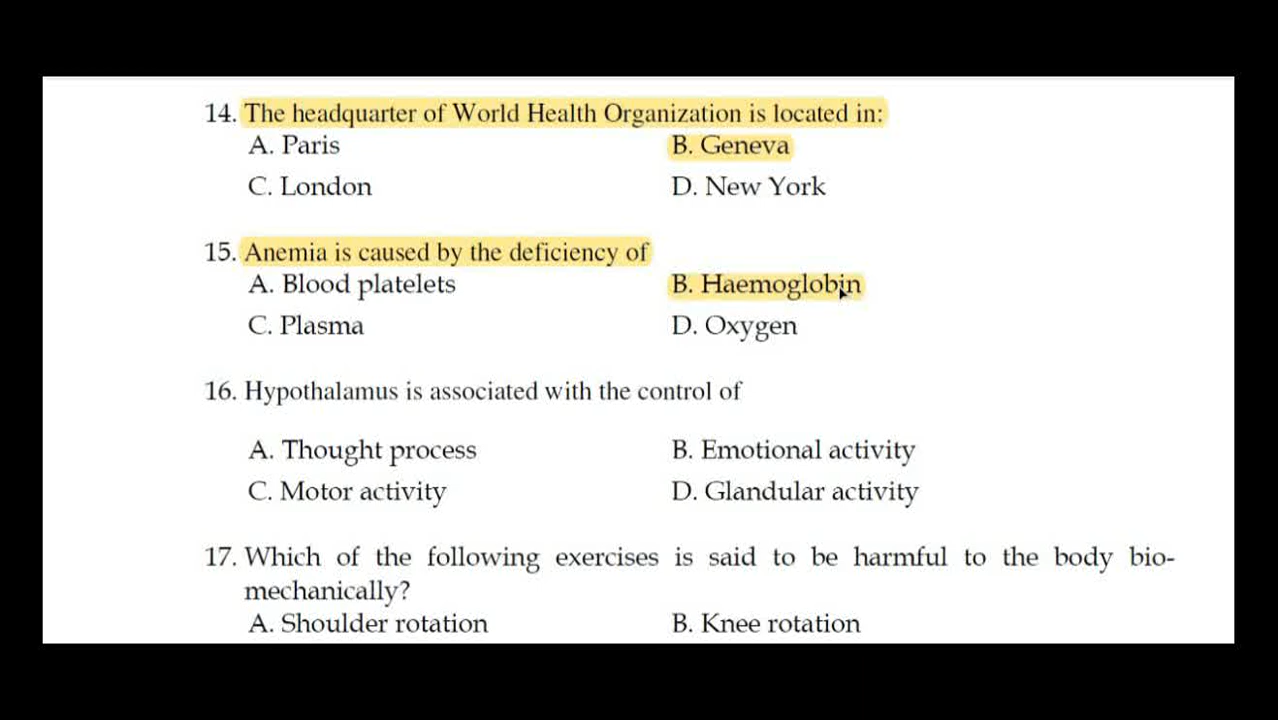 14. The headquarter of World Health Organization is located in:
A. Paris B. Geneva
C. London D. New York
15. Anemia is caused by the deficiency of
A. Blood platelets B. Haemoglobin
C. Plasma D. Oxygen
16. Hypothalamus is associated with the control of
A. Thought process B. Emotional activity
C. Motor activity D. Glandular activity
17. Which of the following exercises is said to be harmful to the body bio-
mechanically?
A. Shoulder rotation B. Knee rotation